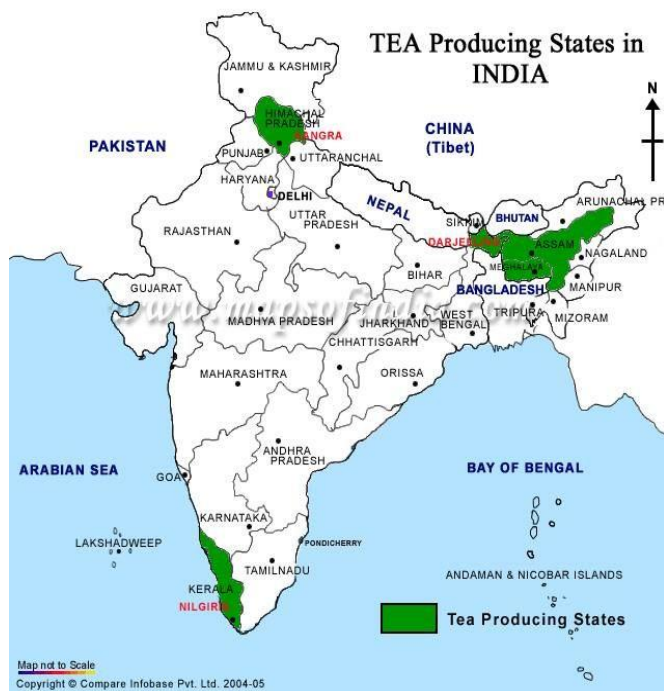 TEA Producing States in
INDIA
N
JAMMU & KASHMIR
HIMACHAL
PRADESH
KANGRA
CHINA
(Tibet)
PAKISTAN
PUNJAB
UTTARANCHAL
HARYANA
DELHI
NEPAL
SIKKIM
BHUTAN
ARUNACHAL PR
RAJASTHAN
UTTAR
PRADESH
DARJEELING
ASSAM
NAGALAND
BIHAR
MEGHALAYA
BANGLADESH
MANIPUR
GUJARAT
www.mapsofindia.com
MADHYA PRADESH
JHARKHAND
WEST
BENGAL
TRIPURA
MIZORAM
CHHATTISGARH
MAHARASHTRA
ORISSA
ANDHRA
PRADESH
ARABIAN SEA
BAY OF BENGAL
GOA
KARNATAKA
PONDICHERRY
LAKSHADWEEP
TAMILNADU
ANDAMAN & NICOBAR ISLANDS
KERALA
NILGIRIS
Tea Producing States
Map not to Scale
Copyright © Compare Infobase Pvt. Ltd. 2004-05